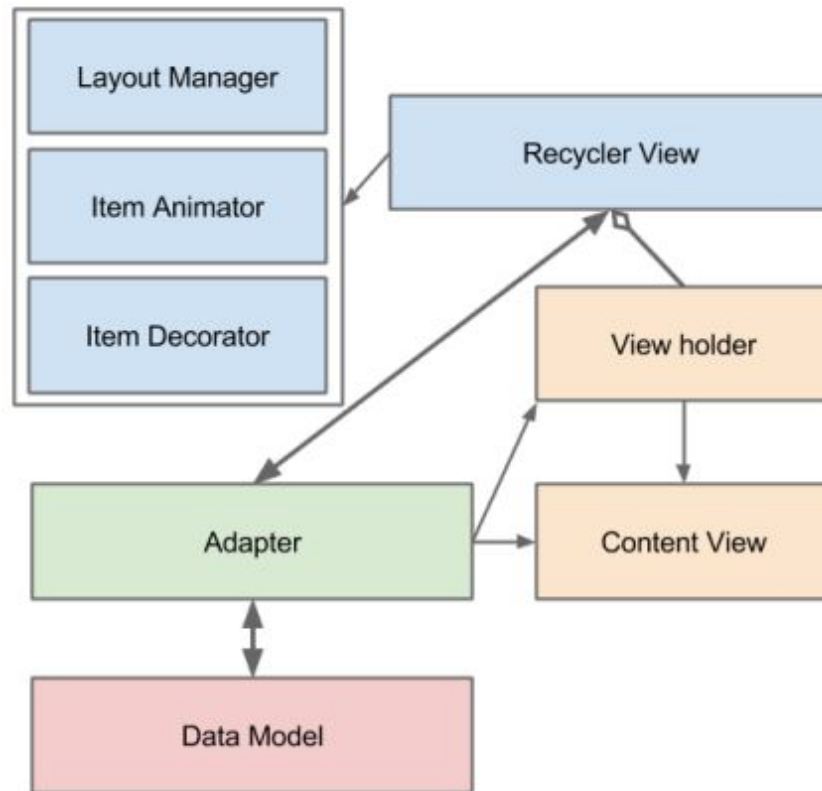 Layout Manager
Recycler View
Item Animator
Item Decorator
View holder
Adapter
Content View
Data Model